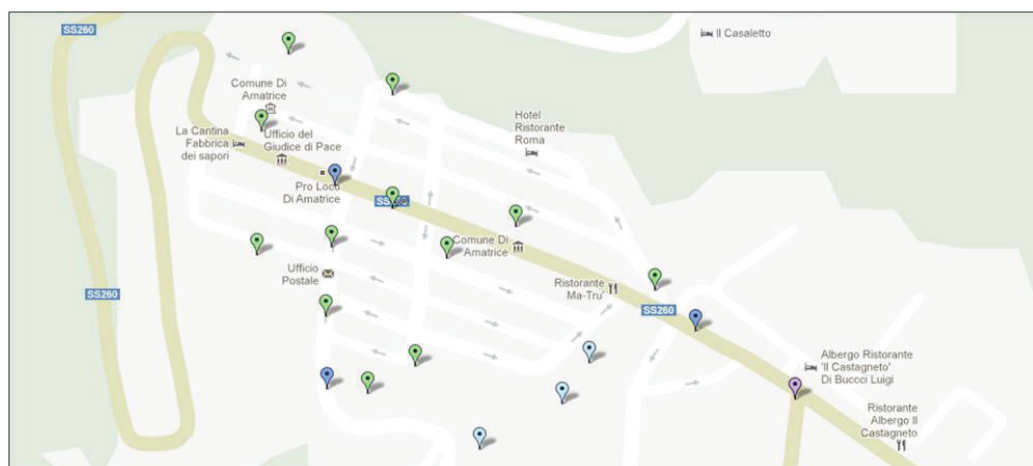 SS260
Il Casaletto
Comune Di
Amatrice
Hotel
Ristorante
Roma
La Cantina
Fabbrica
dei sapori
Ufficio del
Giudice di Pace
Pro Loco
Di Amatrice
Comune Di
Amatrice
Ufficio
Postale
Ristorante
Ma-Tru'
SS260
SS260
Albergo Ristorante
'Il Castagneto'
Di Buccci Luigi
Ristorante
Albergo Il
Castagneto